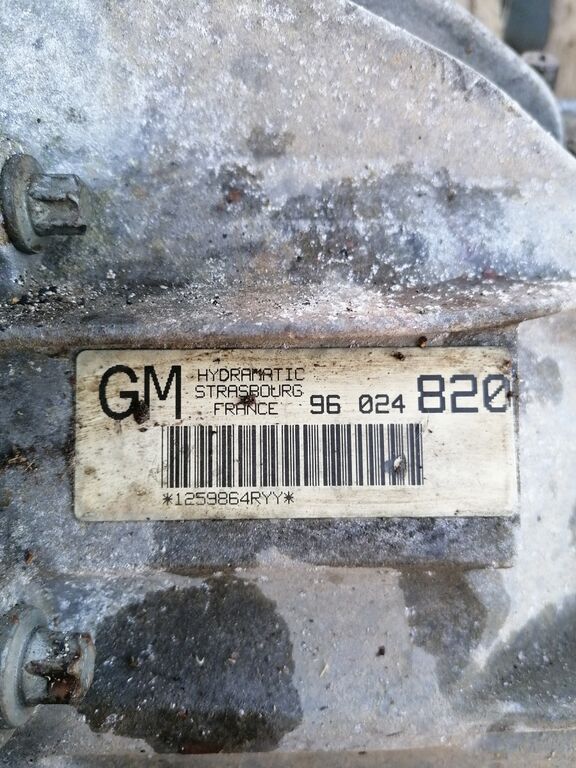 GM HYDRAMATIC
STRASBOURG
FRANCE 96 024 820
*1259864RYY*